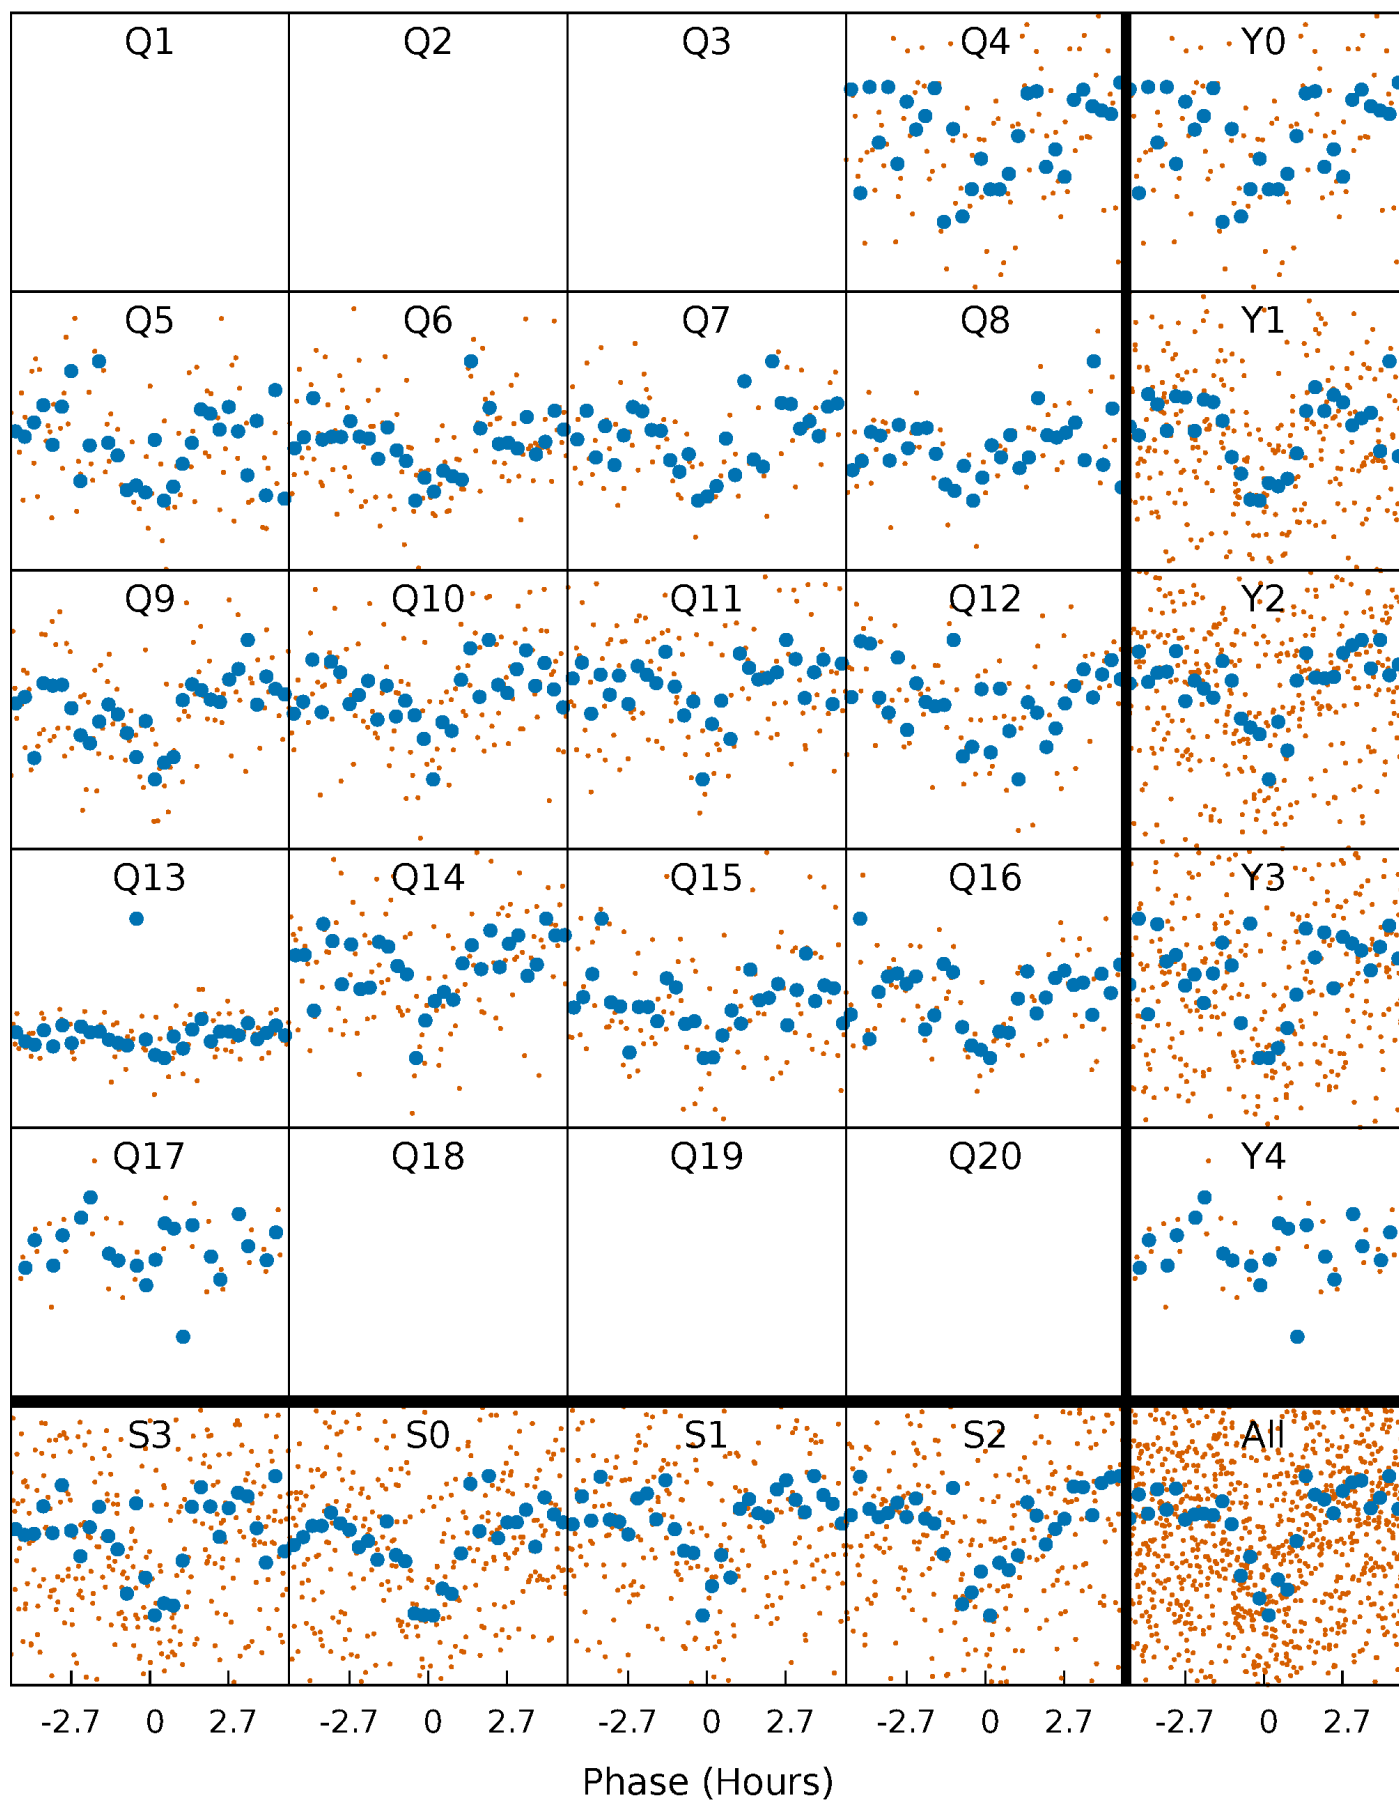 Q1 Q2 Q3 Q4 Y0
Q5 Q6 Q7 Q8 Y1
Q9 Q10 Q11 Q12 Y2
Q13 Q14 Q15 Q16 Y3
Q17 Q18 Q19 Q20 Y4
S3 S0 S1 S2 All
-2.7 0 2.7 -2.7 0 2.7 -2.7 0 2.7 -2.7 0 2.7 -2.7 0 2.7
Phase (Hours)